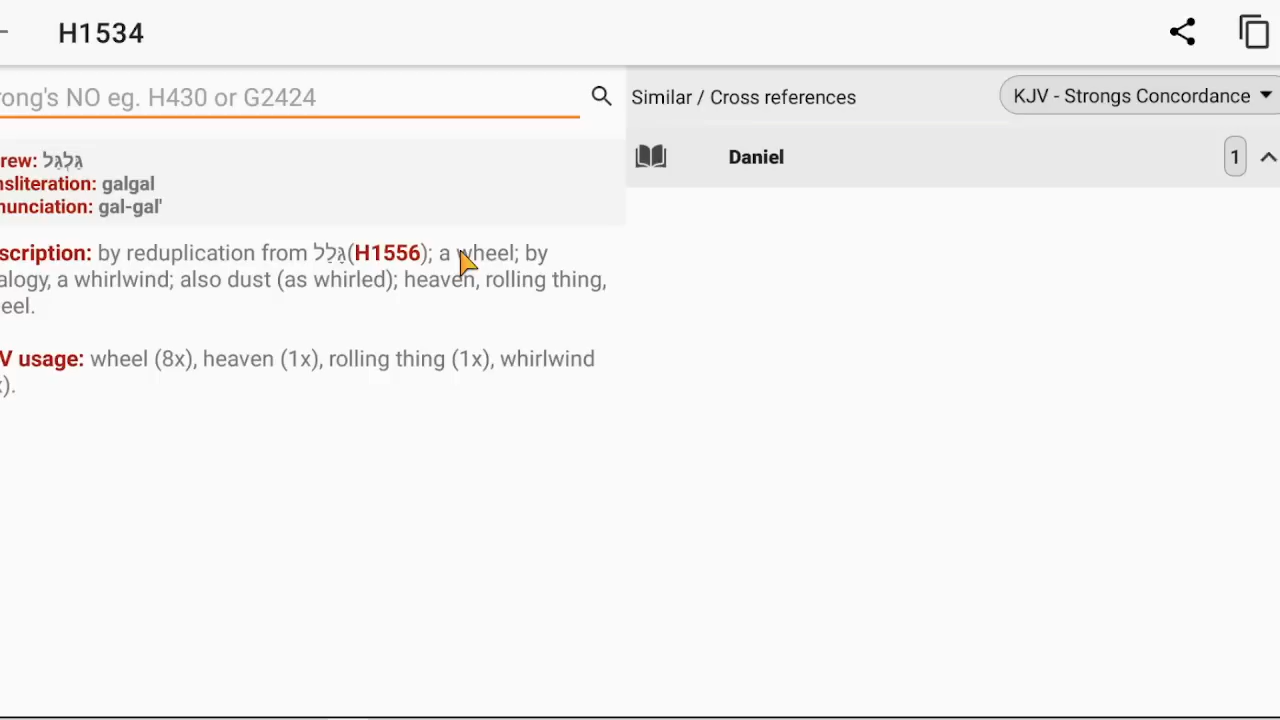 H1534
rong's NO eg. H430 or G2424
Similar / Cross references
KJV - Strongs Concordance
rew: גַּלְגַּל
nsliteration: galgal
nunciation: gal-gal'
Daniel
1
scription: by reduplication from גָּלַל(H1556); a wheel; by
alogy, a whirlwind; also dust (as whirled); heaven, rolling thing,
eel.
V usage: wheel (8x), heaven (1x), rolling thing (1x), whirlwind
).